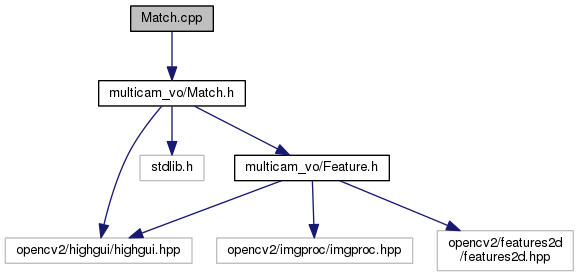 Match.cpp
multicam_vo/Match.h
stdlib.h
multicam_vo/Feature.h
opencv2/highgui/highgui.hpp
opencv2/imgproc/imgproc.hpp
opencv2/features2d
/features2d.hpp